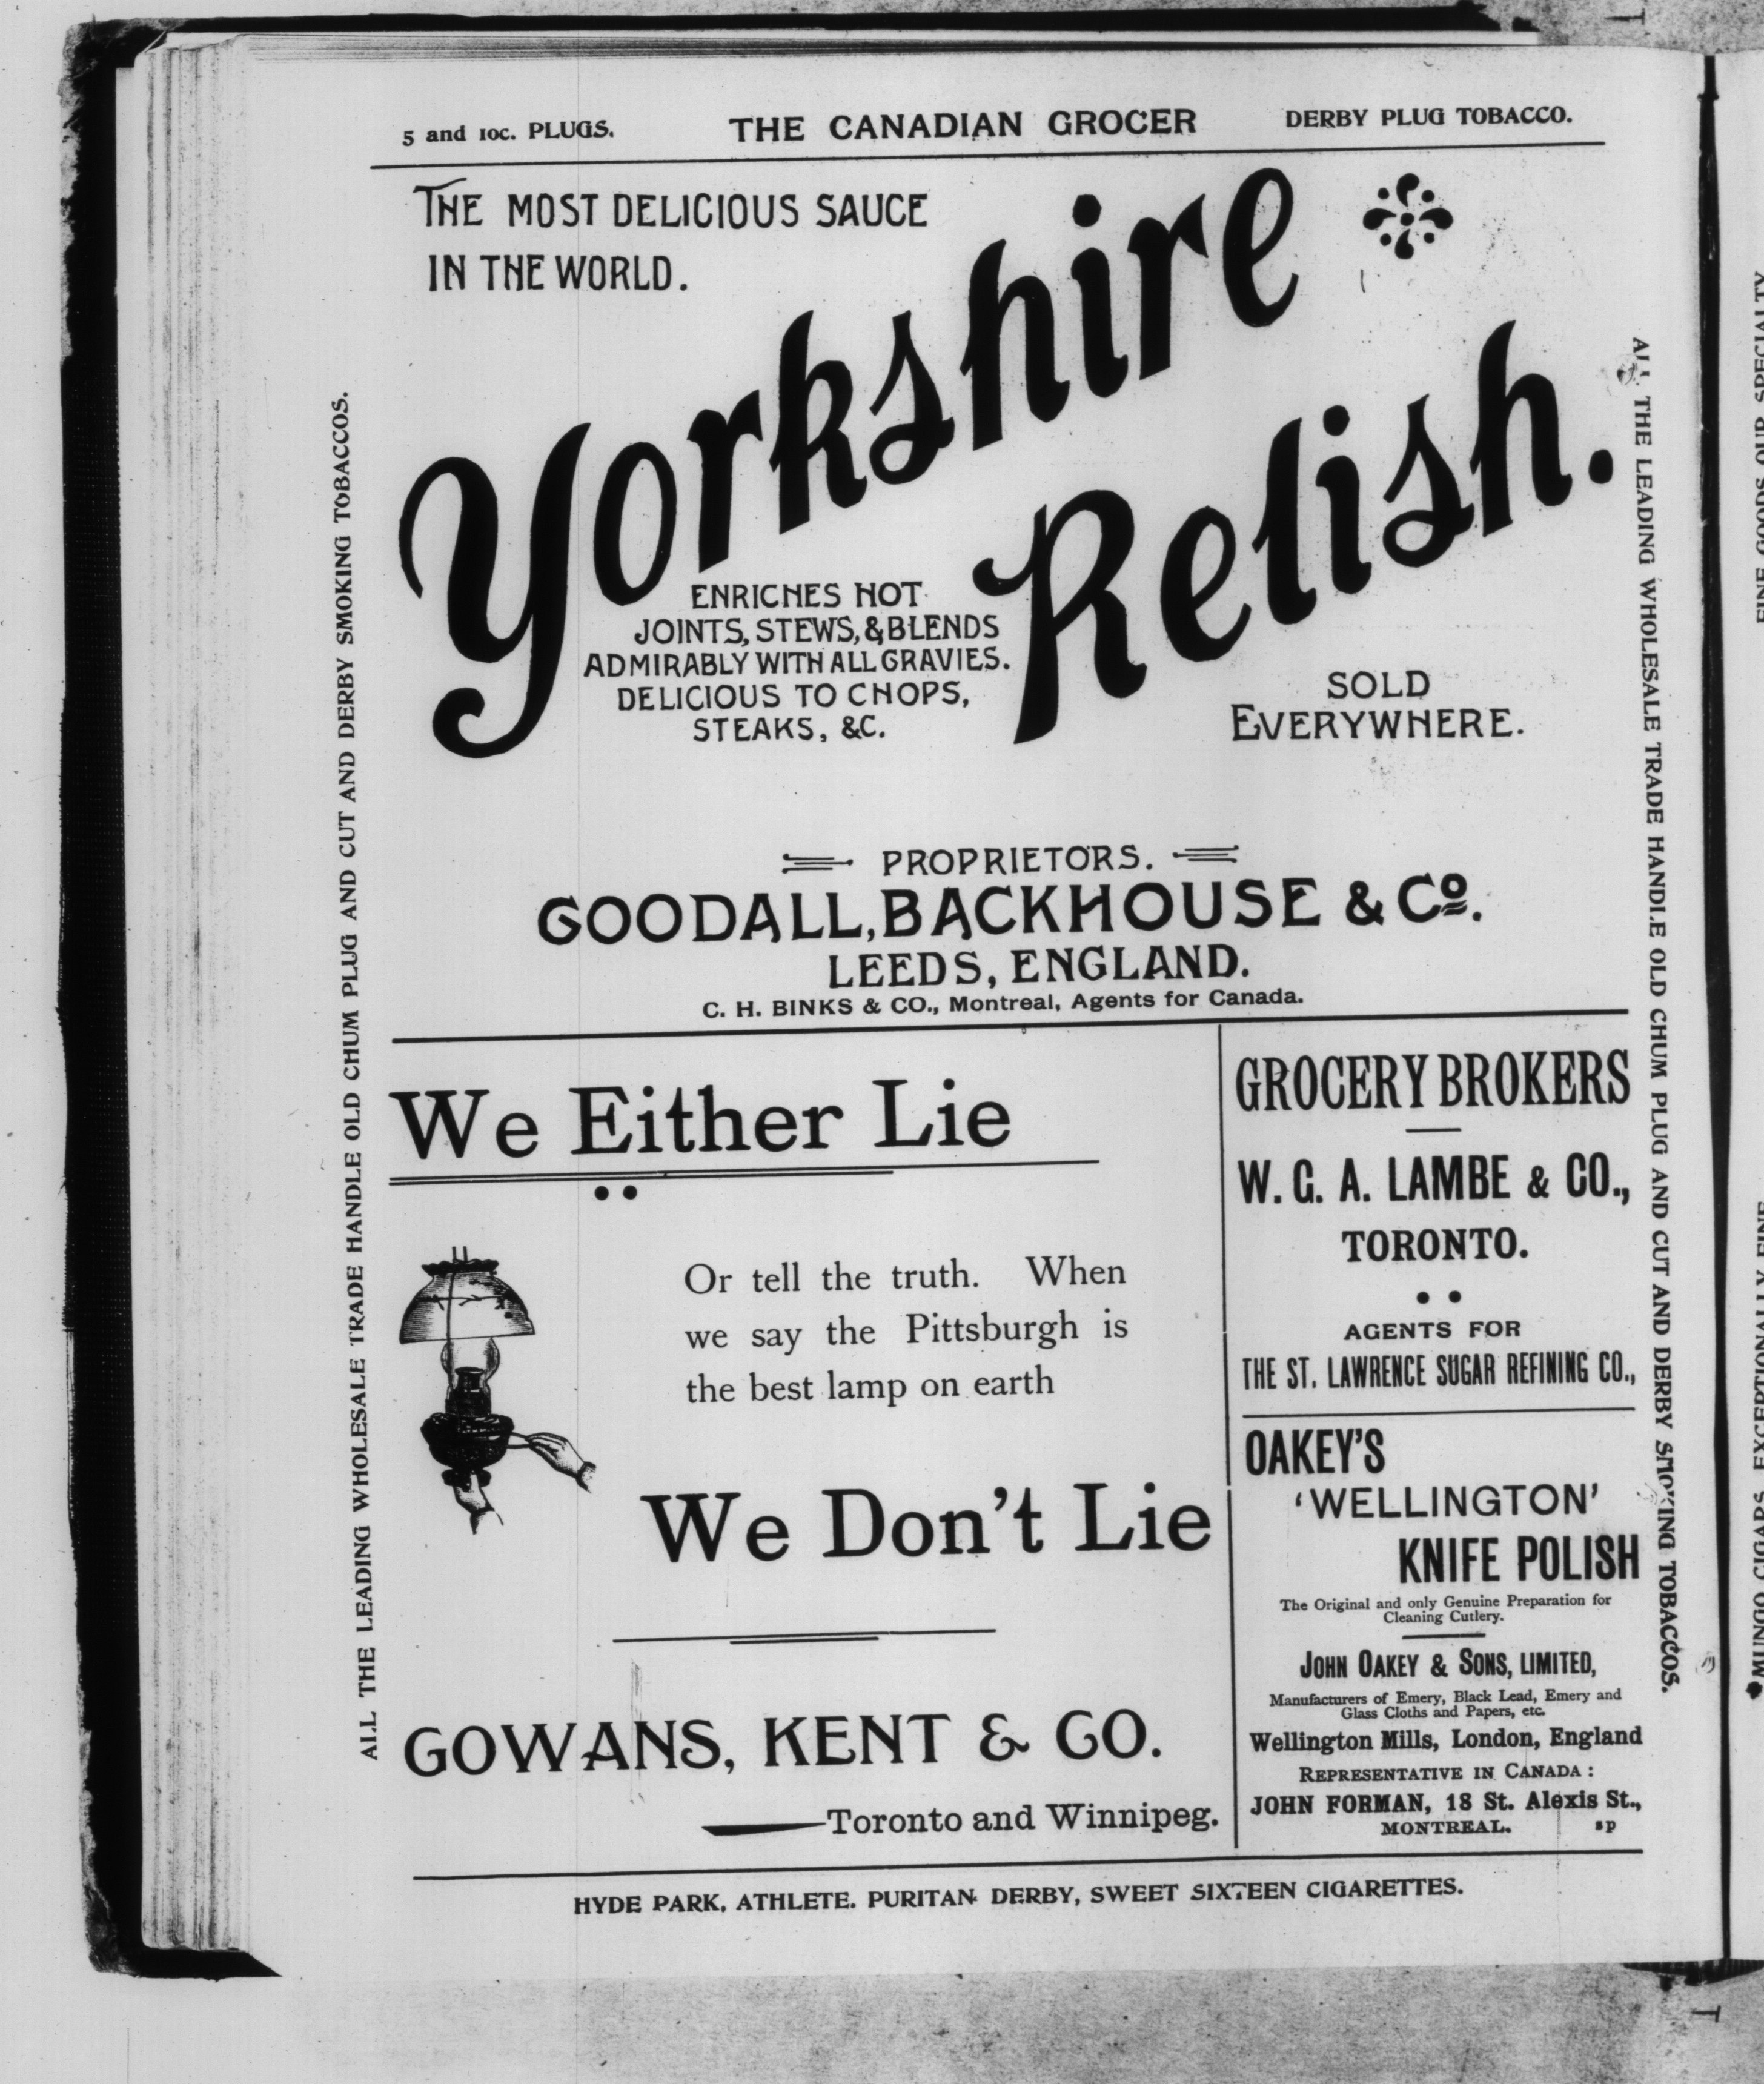 5 and 10c. PLUGS.
THE CANADIAN GROCER
DERBY PLUG TOBACCO.
ALL THE LEADING WHOLESALE TRADE HANDLE OLD CHUM PLUG AND CUT AND DERBY SMOKING TOBACCOS.
THE MOST DELICIOUS SAUCE
IN THE WORLD.
Yorkshire
Relish.
ENRICHES HOT
JOINTS, STEWS, & BLENDS
ADMIRABLY WITH ALL GRAVIES.
DELICIOUS TO CHOPS,
STEAKS, &C.
SOLD
EVERYWHERE.
PROPRIETORS.
GOODALL, BACKHOUSE & Co.
LEEDS, ENGLAND.
C. H. BINKS & CO., Montreal, Agents for Canada.
We Either Lie
Or tell the truth. When
we say the Pittsburgh is
the best lamp on earth
We Don't Lie
GOWANS, KENT & CO.
Toronto and Winnipeg.
GROCERY BROKERS
W. G. A. LAMBE & CO.,
TORONTO.
AGENTS FOR
THE ST. LAWRENCE SUGAR REFINING CO.,
OAKEY'S
'WELLINGTON'
KNIFE POLISH
The Original and only Genuine Preparation for
Cleaning Cutlery.
JOHN OAKEY & SONS, LIMITED,
Manufacturers of Emery, Black Lead, Emery and
Glass Cloths and Papers, etc.
Wellington Mills, London, England
REPRESENTATIVE IN CANADA :
JOHN FORMAN, 18 St. Alexis St.,
MONTREAL.
ALL THE LEADING WHOLESALE TRADE HANDLE OLD CHUM PLUG AND CUT AND DERBY SMOKING TOBACCOS.
HYDE PARK, ATHLETE. PURITAN DERBY, SWEET SIXTEEN CIGARETTES.
FINE GOODS OUR SPECIALTY
MUNGO CIGARS EXCEPTIONALLY FINE